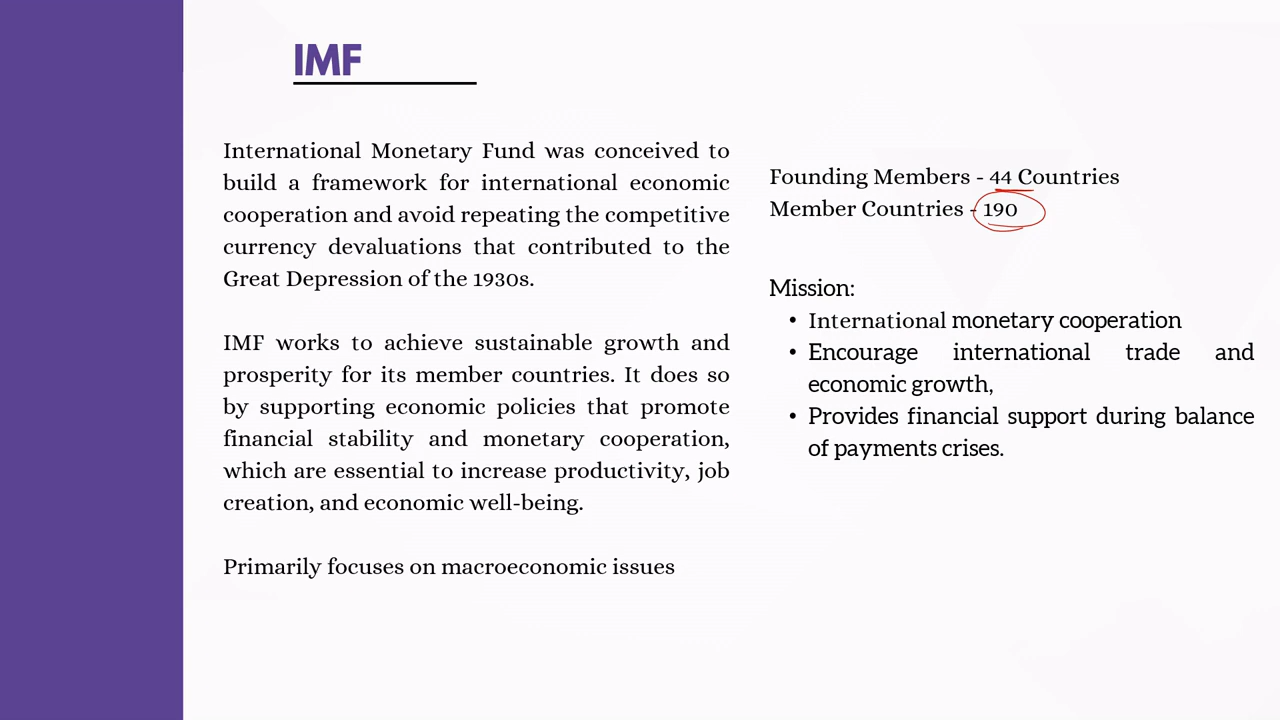 IMF
International Monetary Fund was conceived to
build a framework for international economic
cooperation and avoid repeating the competitive
currency devaluations that contributed to the
Great Depression of the 1930s.
IMF works to achieve sustainable growth and
prosperity for its member countries. It does so
by supporting economic policies that promote
financial stability and monetary cooperation,
which are essential to increase productivity, job
creation, and economic well-being.
Primarily focuses on macroeconomic issues
Founding Members - 44 Countries
Member Countries - 190
Mission:
• International monetary cooperation
• Encourage international trade and
economic growth,
• Provides financial support during balance
of payments crises.